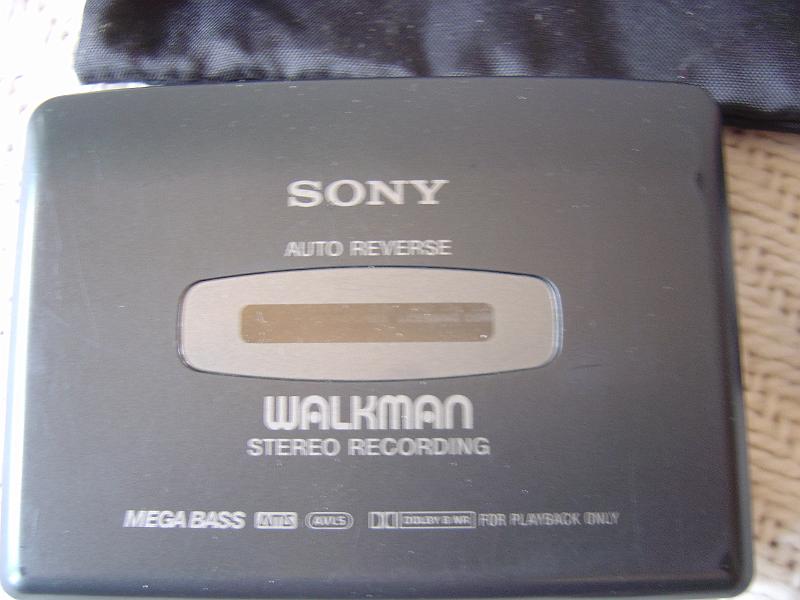 SONY
AUTO REVERSE
WALKMAN
STEREO RECORDING
MEGA BASS AMS AVLS DOLBY B NR FOR PLAYBACK ONLY